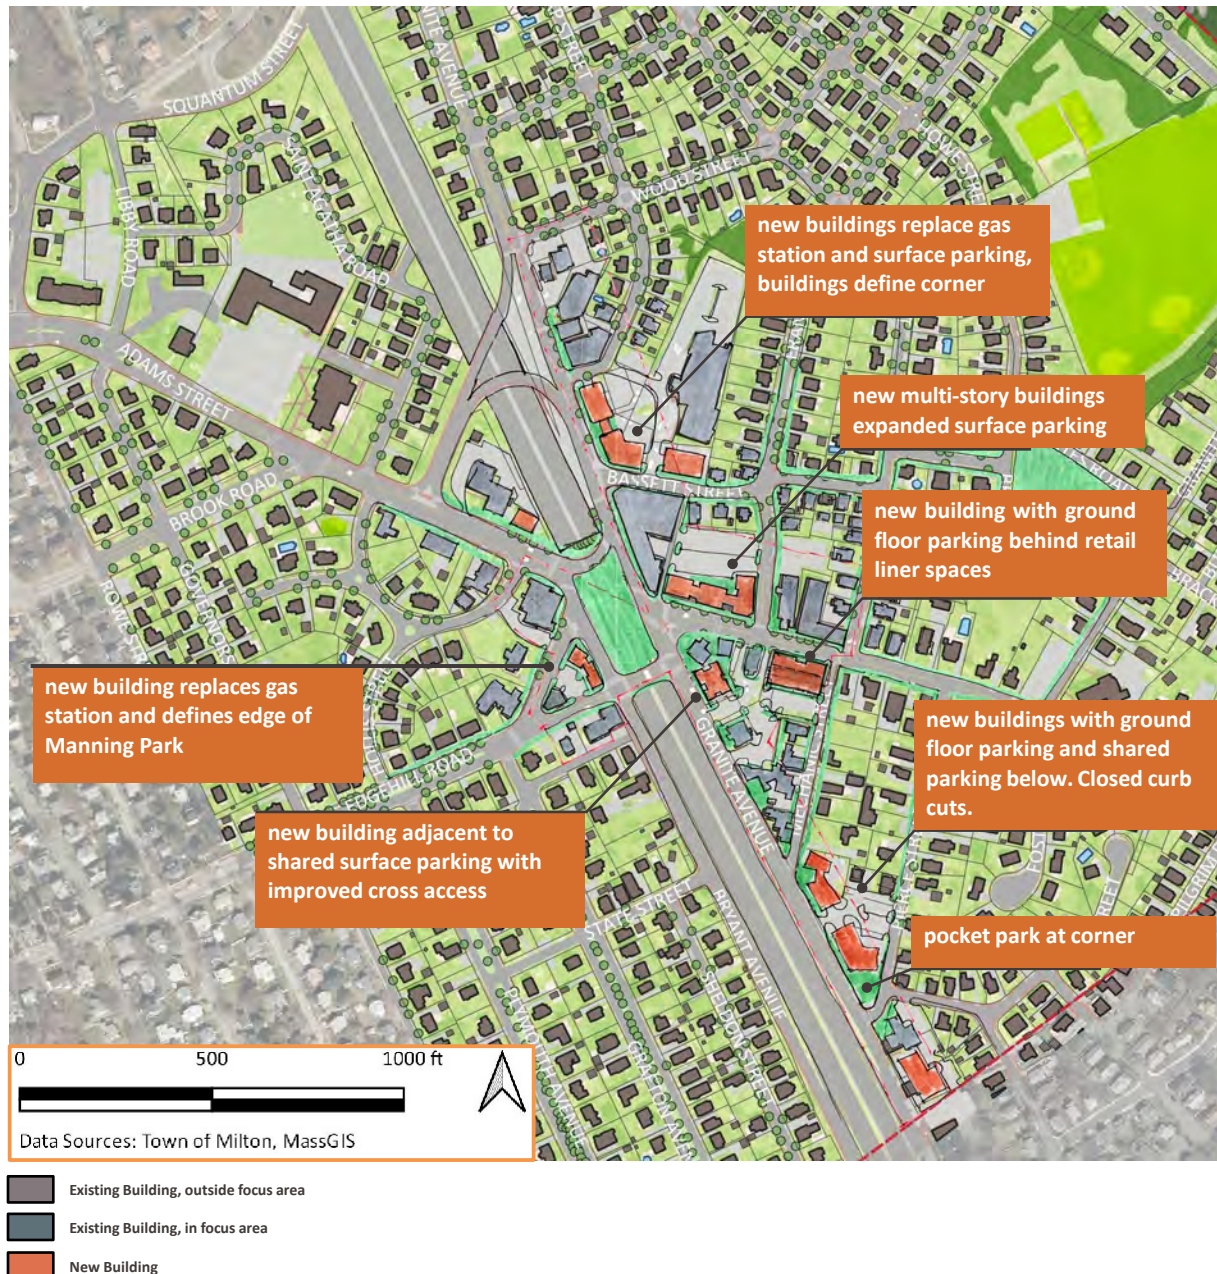 SQUANTUM STREET
SAINT AGATHA ROAD
LIBBY ROAD
WOOD STREET
new buildings replace gas
station and surface parking,
buildings define corner
ADAMS STREET
new multi-story buildings
expanded surface parking
BASSETT STREET
BROOK ROAD
new building with ground
floor parking behind retail
liner spaces
GOVERNORS
new building replaces gas
station and defines edge of
Manning Park
EDGEHILL ROAD
GRANITE AVENUE
new buildings with ground
floor parking and shared
parking below. Closed curb
cuts.
new building adjacent to
shared surface parking with
improved cross access
STATE STREET
BRYANT AVENUE
pocket park at corner
PLYMOUTH AVENUE
SHELDON STREET
0 500 1000 ft
Data Sources: Town of Milton, MassGIS
Existing Building, outside focus area
Existing Building, in focus area
New Building